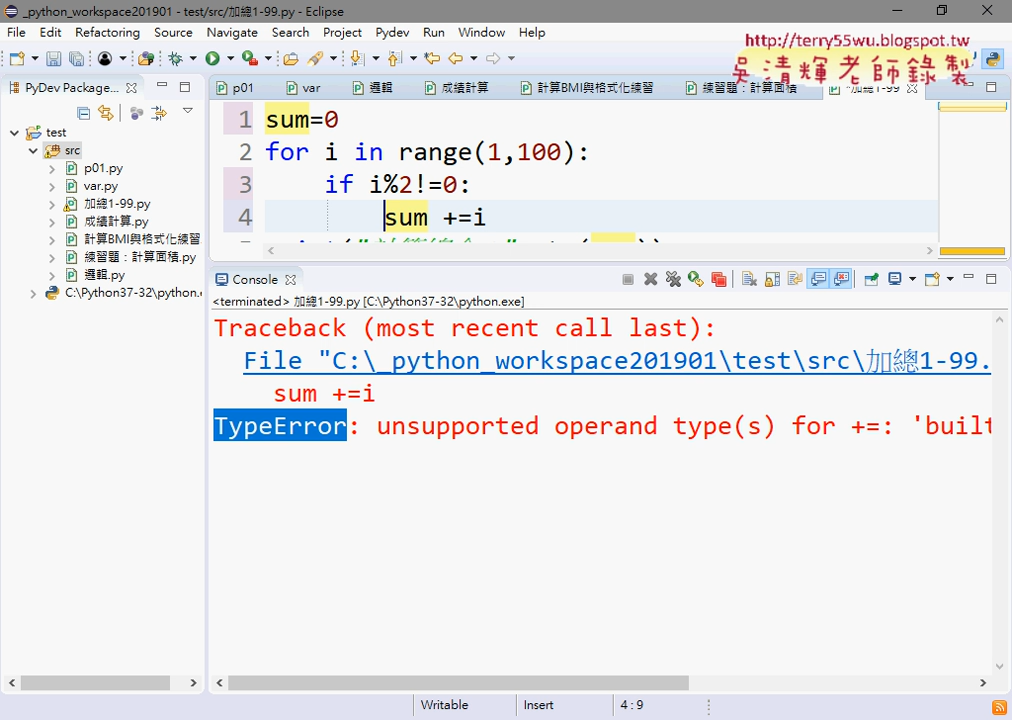 _python_workspace201901 - test/src/加總1-99.py - Eclipse
File Edit Refactoring Source Navigate Search Project Pydev Run Window Help
http://terry55wu.blogspot.tw
吳清輝老師錄製
PyDev Package...
p01 var 邏輯 成績計算 計算BMI與格式化練習 練習題：計算面積 *加總1-99
test
src
p01.py
var.py
加總1-99.py
成績計算.py
計算BMI與格式化練習
練習題：計算面積.py
邏輯.py
C:\Python37-32\python.
1 sum=0
2 for i in range(1,100):
3 if i%2!=0:
4 sum +=i
Console
<terminated> 加總1-99.py [C:\Python37-32\python.exe]
Traceback (most recent call last):
File "C:\_python_workspace201901\test\src\加總1-99.
sum +=i
TypeError: unsupported operand type(s) for +=: 'built
Writable Insert 4 : 9